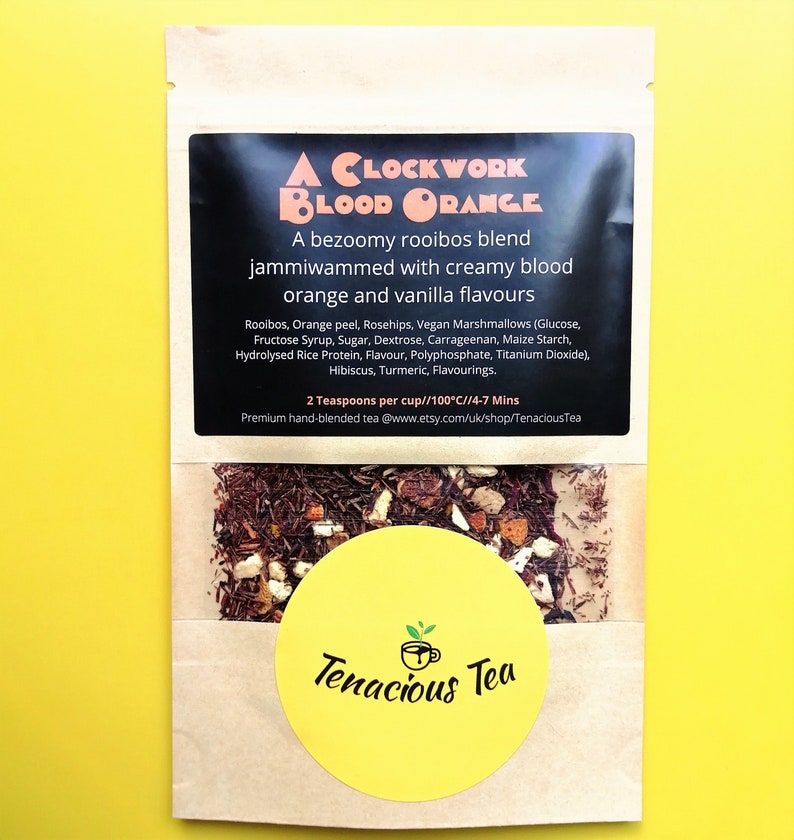 A Clockwork
Blood Orange
A bezoomy rooibos blend
jammiwammed with creamy blood
orange and vanilla flavours
Rooibos, Orange peel, Rosehips, Vegan Marshmallows (Glucose,
Fructose Syrup, Sugar, Dextrose, Carrageenan, Maize Starch,
Hydrolysed Rice Protein, Flavour, Polyphosphate, Titanium Dioxide),
Hibiscus, Turmeric, Flavourings.
2 Teaspoons per cup//100°C//4-7 Mins
Premium hand-blended tea @www.etsy.com/uk/shop/TenaciousTea
Tenacious Tea